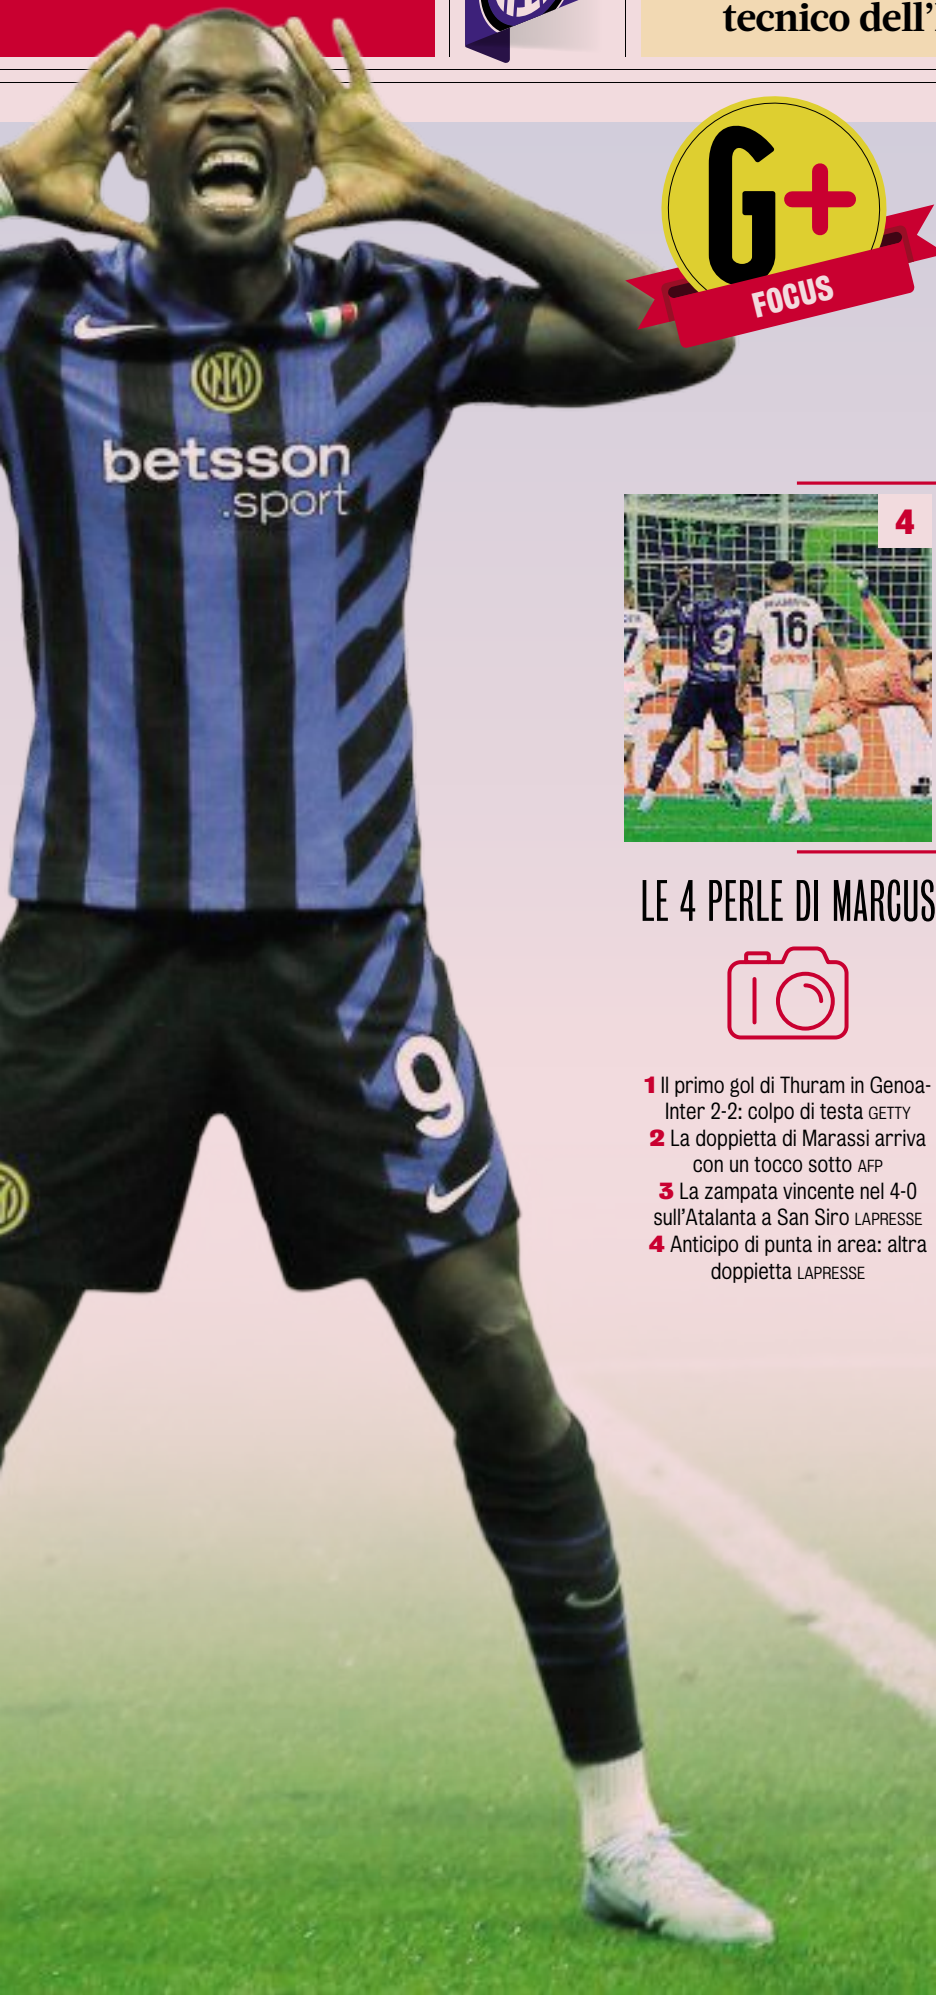 tecnico dell'
G+
FOCUS
betsson
.sport
4
9
16
7
LE 4 PERLE DI MARCUS
9
1 Il primo gol di Thuram in Genoa-
Inter 2-2: colpo di testa GETTY
2 La doppietta di Marassi arriva
con un tocco sotto AFP
3 La zampata vincente nel 4-0
sull'Atalanta a San Siro LAPRESSE
4 Anticipo di punta in area: altra
doppietta LAPRESSE